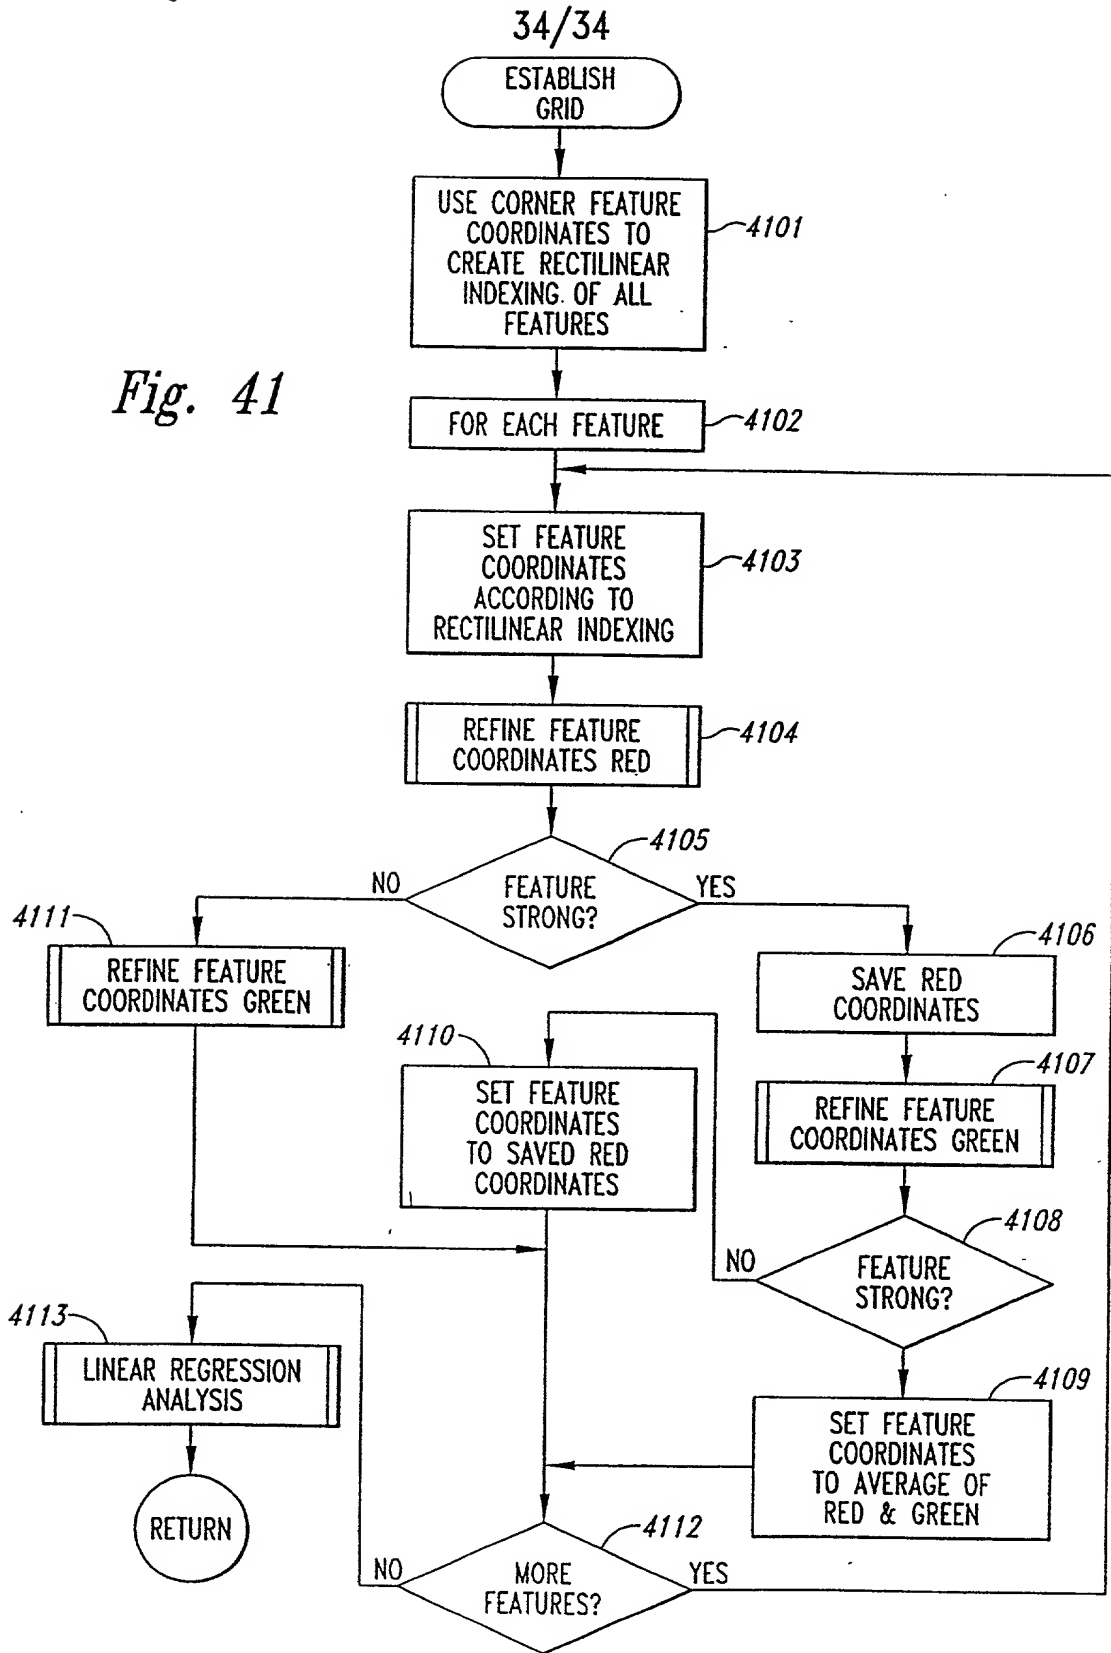 34/34
ESTABLISH
GRID
USE CORNER FEATURE
COORDINATES TO
CREATE RECTILINEAR
INDEXING OF ALL
FEATURES
4101
Fig. 41
FOR EACH FEATURE
4102
SET FEATURE
COORDINATES
ACCORDING TO
RECTILINEAR INDEXING
4103
REFINE FEATURE
COORDINATES RED
4104
FEATURE
STRONG?
4105
NO
YES
4111
REFINE FEATURE
COORDINATES GREEN
4106
SAVE RED
COORDINATES
4110
SET FEATURE
COORDINATES
TO SAVED RED
COORDINATES
4107
REFINE FEATURE
COORDINATES GREEN
4108
NO
FEATURE
STRONG?
4113
LINEAR REGRESSION
ANALYSIS
4109
SET FEATURE
COORDINATES
TO AVERAGE OF
RED & GREEN
RETURN
4112
NO
MORE
FEATURES?
YES